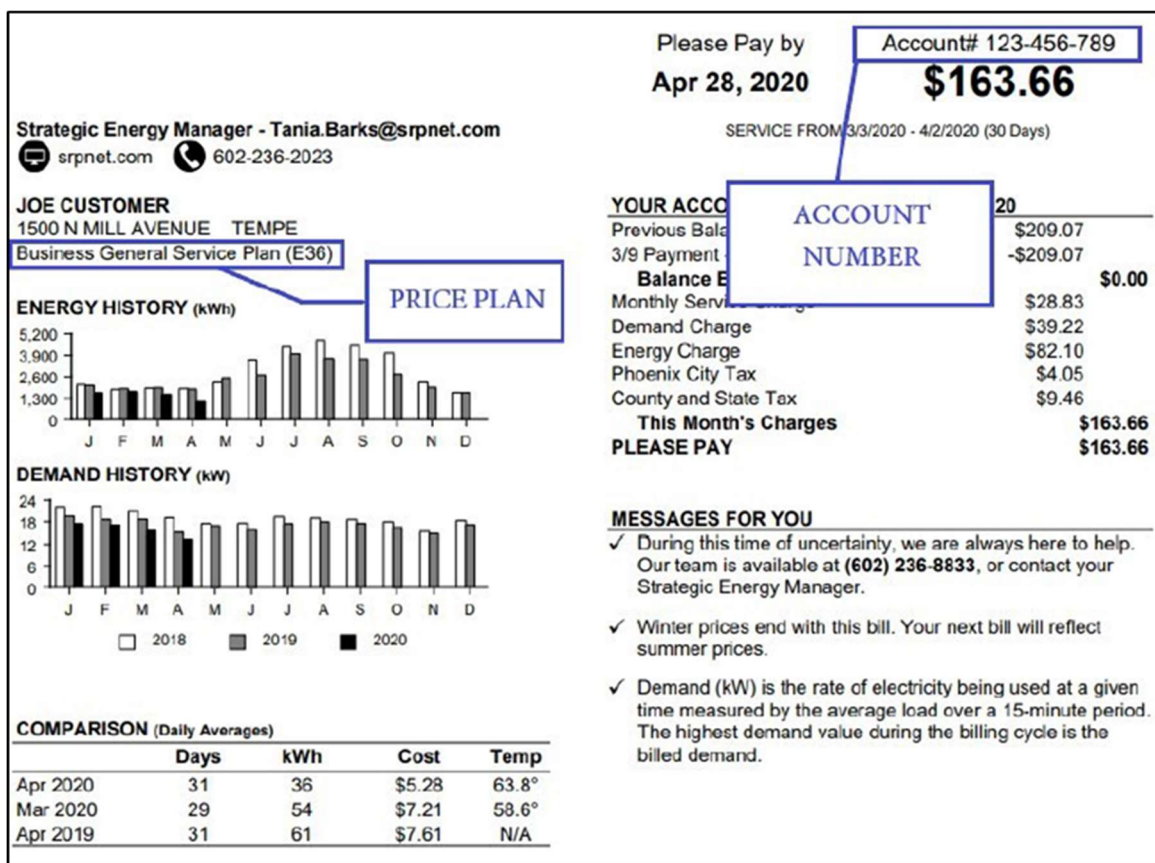 Please Pay by
Account# 123-456-789
Apr 28, 2020
$163.66
Strategic Energy Manager - Tania.Barks@srpnet.com
srpnet.com 602-236-2023
SERVICE FROM 3/3/2020 - 4/2/2020 (30 Days)
JOE CUSTOMER
1500 N MILL AVENUE TEMPE
Business General Service Plan (E36)
PRICE PLAN
ENERGY HISTORY (kWh)
5,200
3,900
2,600
1,300
0
J F M A M J J A S O N D
DEMAND HISTORY (kW)
24
18
12
6
0
J F M A M J J A S O N D
2018 2019 2020
COMPARISON (Daily Averages)
Days kWh Cost Temp
Apr 2020 31 36 $5.28 63.8°
Mar 2020 29 54 $7.21 58.6°
Apr 2019 31 61 $7.61 N/A
ACCOUNT
NUMBER
YOUR 20
Previous $209.07
3/9 Payment -$209.07
Balance $0.00
Monthly $28.83
Demand Charge $39.22
Energy Charge $82.10
Phoenix City Tax $4.05
County and State Tax $9.46
This Month's Charges $163.66
PLEASE PAY $163.66
MESSAGES FOR YOU
✓ During this time of uncertainty, we are always here to help.
Our team is available at (602) 236-8833, or contact your
Strategic Energy Manager.
✓ Winter prices end with this bill. Your next bill will reflect
summer prices.
✓ Demand (kW) is the rate of electricity being used at a given
time measured by the average load over a 15-minute period.
The highest demand value during the billing cycle is the
billed demand.